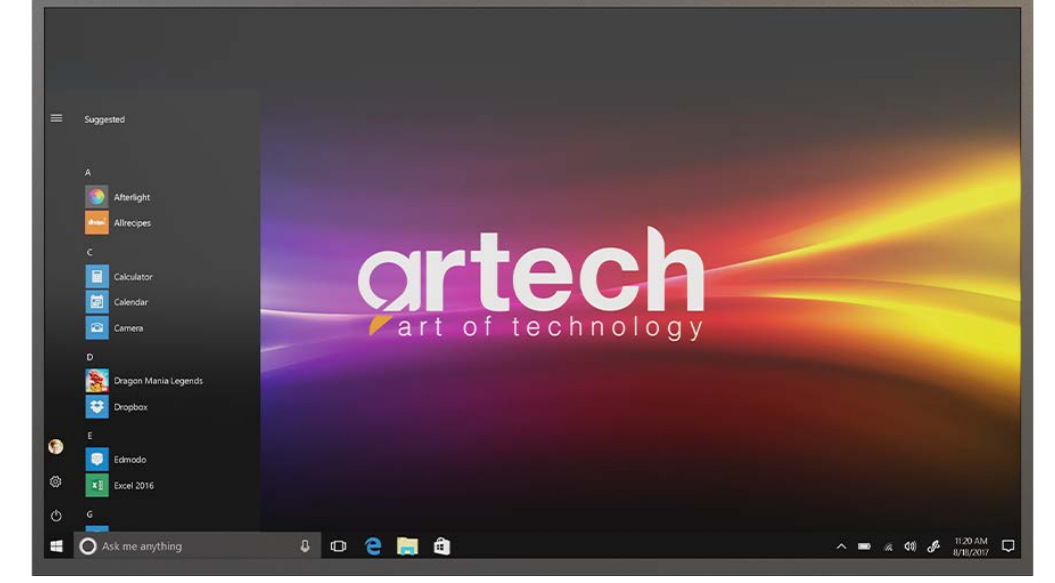 Suggested
A
Afterlight
Allrecipes
C
Calculator
Calendar
Camera
D
Dragon Mania Legends
Dropbox
E
Edmodo
Excel 2016
G
artech
art of technology
Ask me anything
11:20 AM
8/18/2017